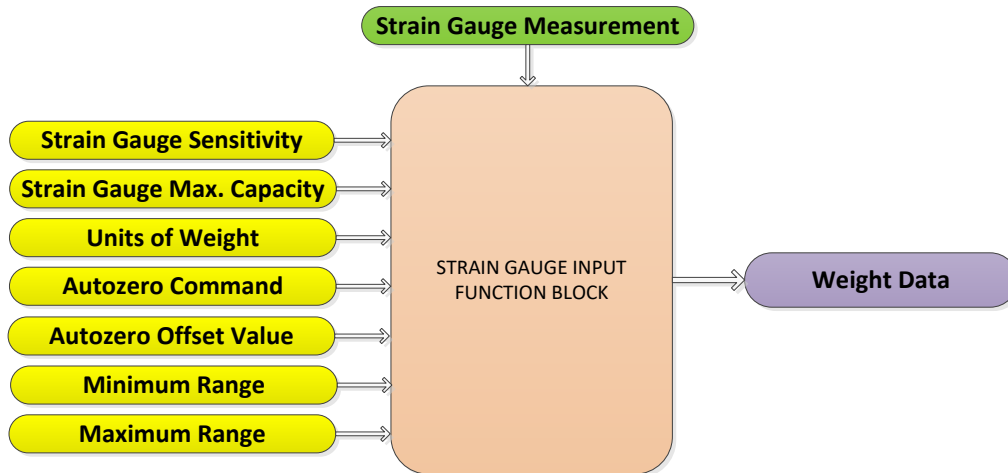 Strain Gauge Measurement
Strain Gauge Sensitivity
Strain Gauge Max. Capacity
Units of Weight
Autozero Command
Autozero Offset Value
Minimum Range
Maximum Range
STRAIN GAUGE INPUT
FUNCTION BLOCK
Weight Data